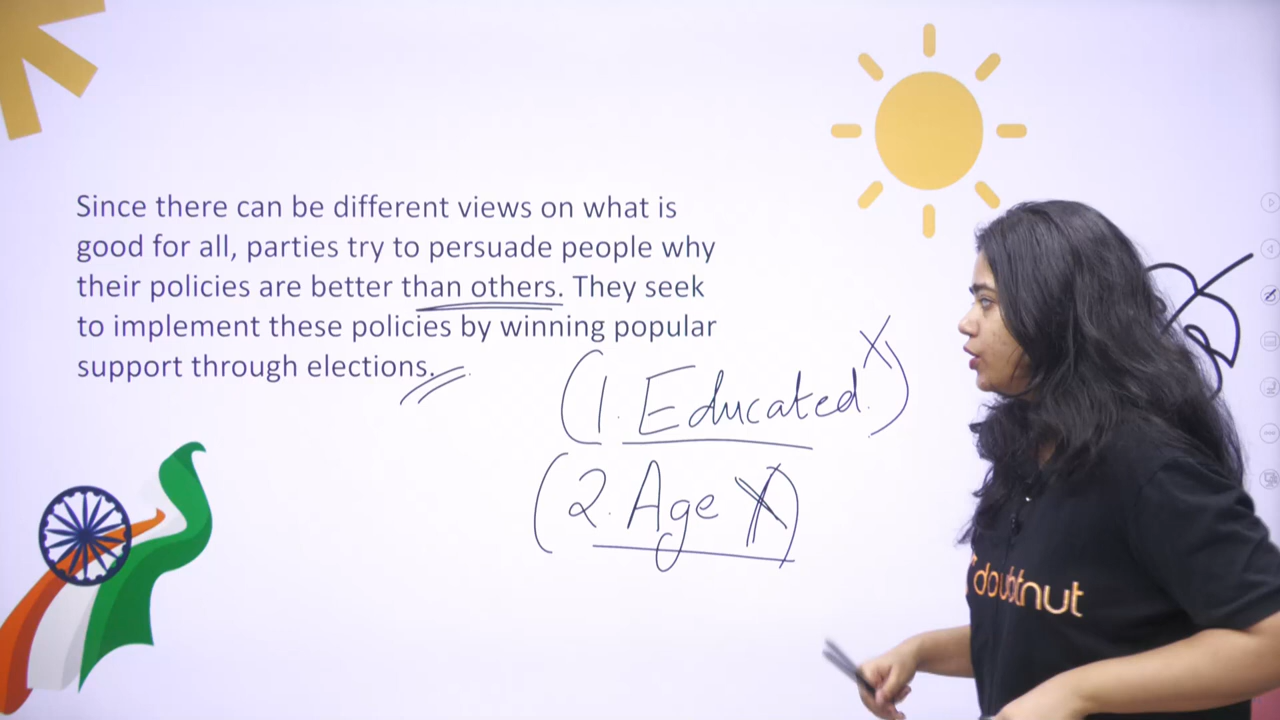 Since there can be different views on what is
good for all, parties try to persuade people why
their policies are better than others. They seek
to implement these policies by winning popular
support through elections.
(1. Educated. X)
(2. Age X)
doubtnut